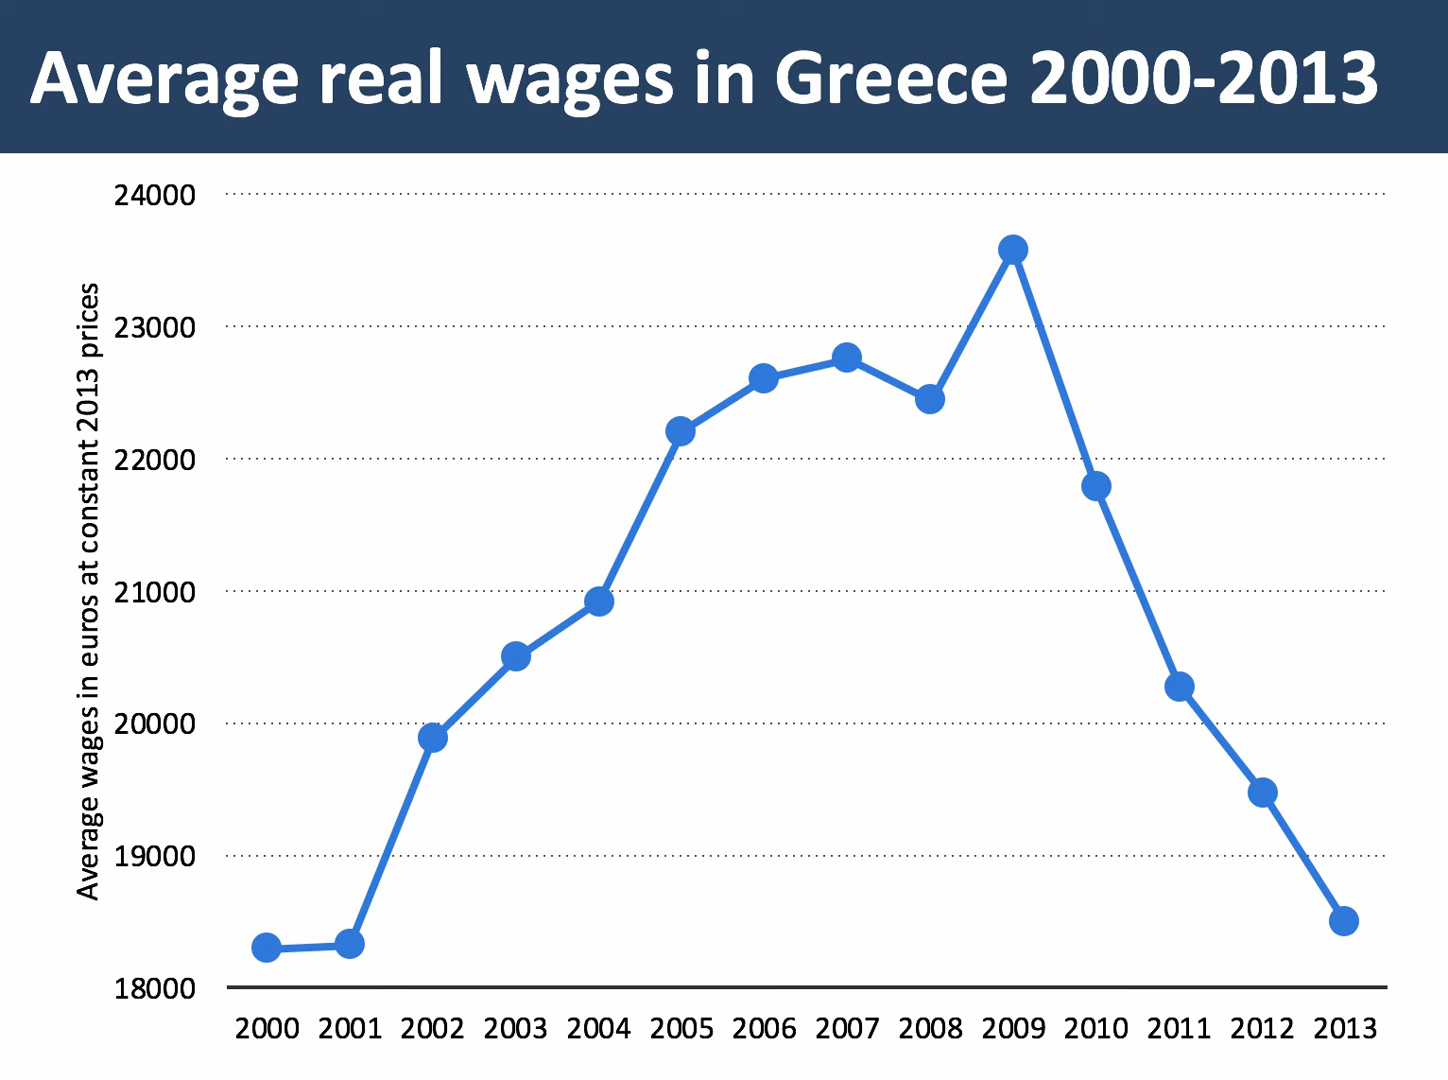 Average real wages in Greece 2000-2013
Average wages in euros at constant 2013 prices
24000
23000
22000
21000
20000
19000
18000
2000 2001 2002 2003 2004 2005 2006 2007 2008 2009 2010 2011 2012 2013